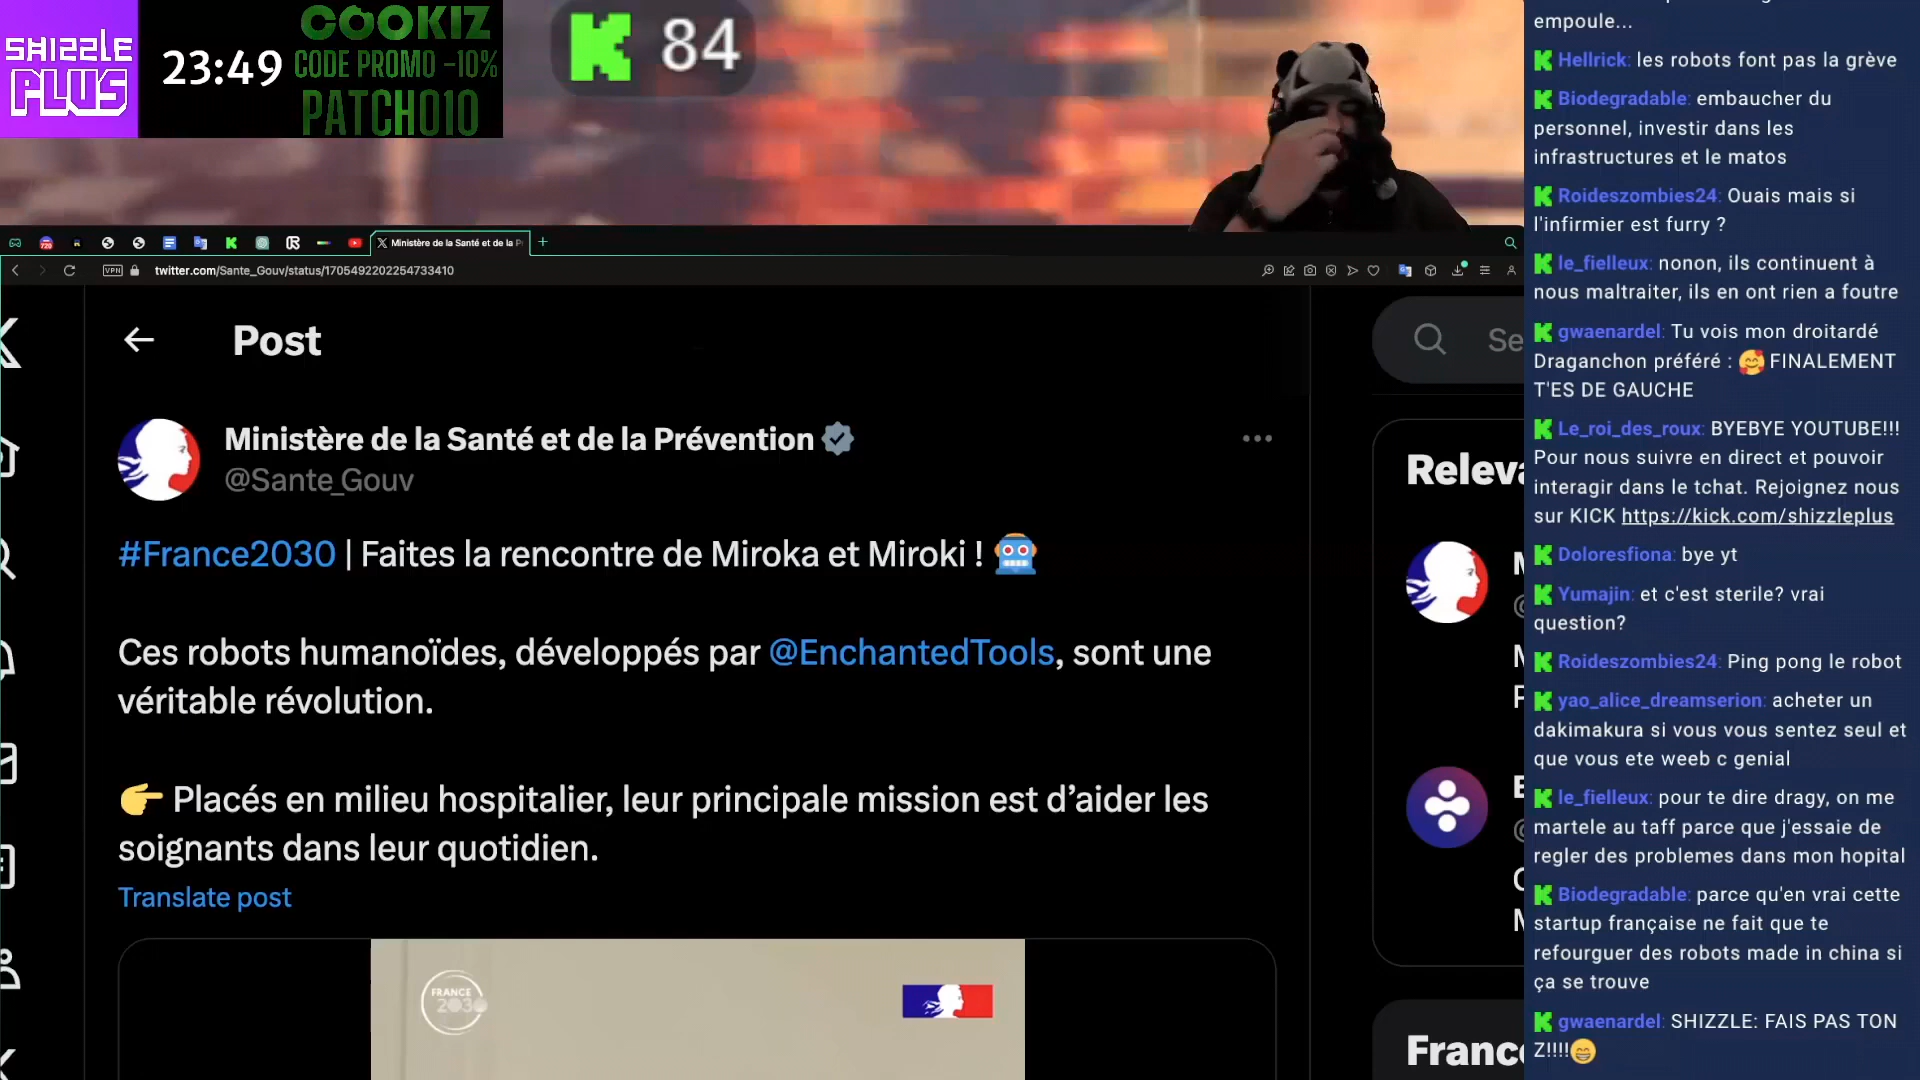 SHIZZLE
PLUS
23:49
COOKIZ
CODE PROMO -10%
PATCH010
84
Ministère de la Santé et de la P
VPN
twitter.com/Sante_Gouv/status/1705492202254733410
Post
Se
Ministère de la Santé et de la Prévention
@Sante_Gouv
#France2030 | Faites la rencontre de Miroka et Miroki ! 🤖
Ces robots humanoïdes, développés par @EnchantedTools, sont une
véritable révolution.
👉 Placés en milieu hospitalier, leur principale mission est d’aider les
soignants dans leur quotidien.
Translate post
FRANCE
2030
Releva
Franc
empoule...
Hellrick: les robots font pas la grève
Biodegradable: embaucher du
personnel, investir dans les
infrastructures et le matos
Roideszombies24: Ouais mais si
l'infirmier est furry ?
le_fielleux: nonon, ils continuent à
nous maltraiter, ils en ont rien a foutre
gwaenardel: Tu vois mon droitardé
Draganchon préféré : 🥰 FINALEMENT
T'ES DE GAUCHE
Le_roi_des_roux: BYEBYE YOUTUBE!!!
Pour nous suivre en direct et pouvoir
interagir dans le tchat. Rejoignez nous
sur KICK https://kick.com/shizzleplus
Doloresfiona: bye yt
Yumajin: et c'est sterile? vrai
question?
Roideszombies24: Ping pong le robot
yao_alice_dreamserion: acheter un
dakimakura si vous vous sentez seul et
que vous ete weeb c genial
le_fielleux: pour te dire dragy, on me
martele au taff parce que j'essaie de
regler des problemes dans mon hopital
Biodegradable: parce qu'en vrai cette
startup française ne fait que te
refourguer des robots made in china si
ça se trouve
gwaenardel: SHIZZLE: FAIS PAS TON
Z!!!!😁